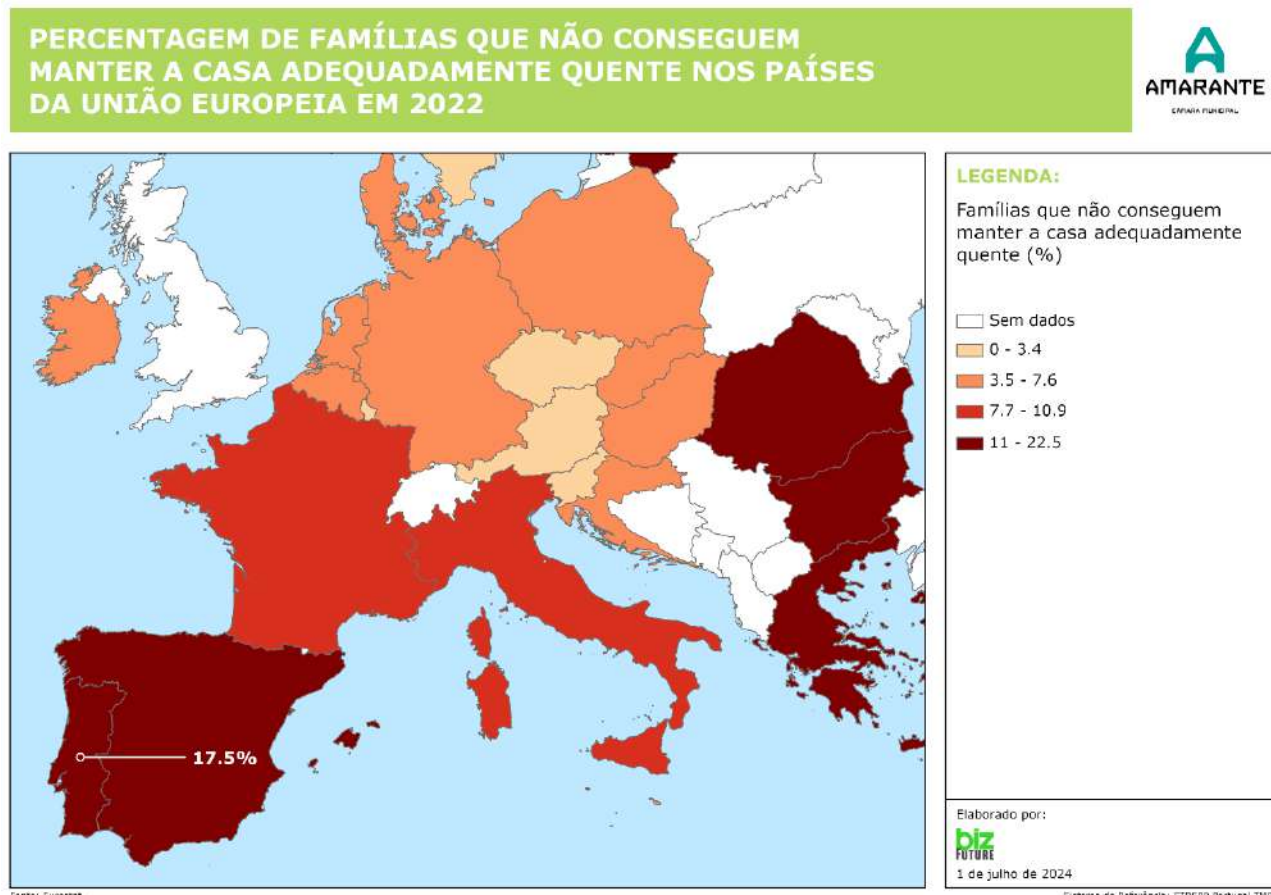 PERCENTAGEM DE FAMÍLIAS QUE NÃO CONSEGUEM
MANTER A CASA ADEQUADAMENTE QUENTE NOS PAÍSES
DA UNIÃO EUROPEIA EM 2022
AMARANTE
CÂMARA MUNICIPAL
17.5%
LEGENDA:
Famílias que não conseguem
manter a casa adequadamente
quente (%)
Sem dados
0 - 3.4
3.5 - 7.6
7.7 - 10.9
11 - 22.5
Elaborado por:
biz
FUTURE
1 de julho de 2024